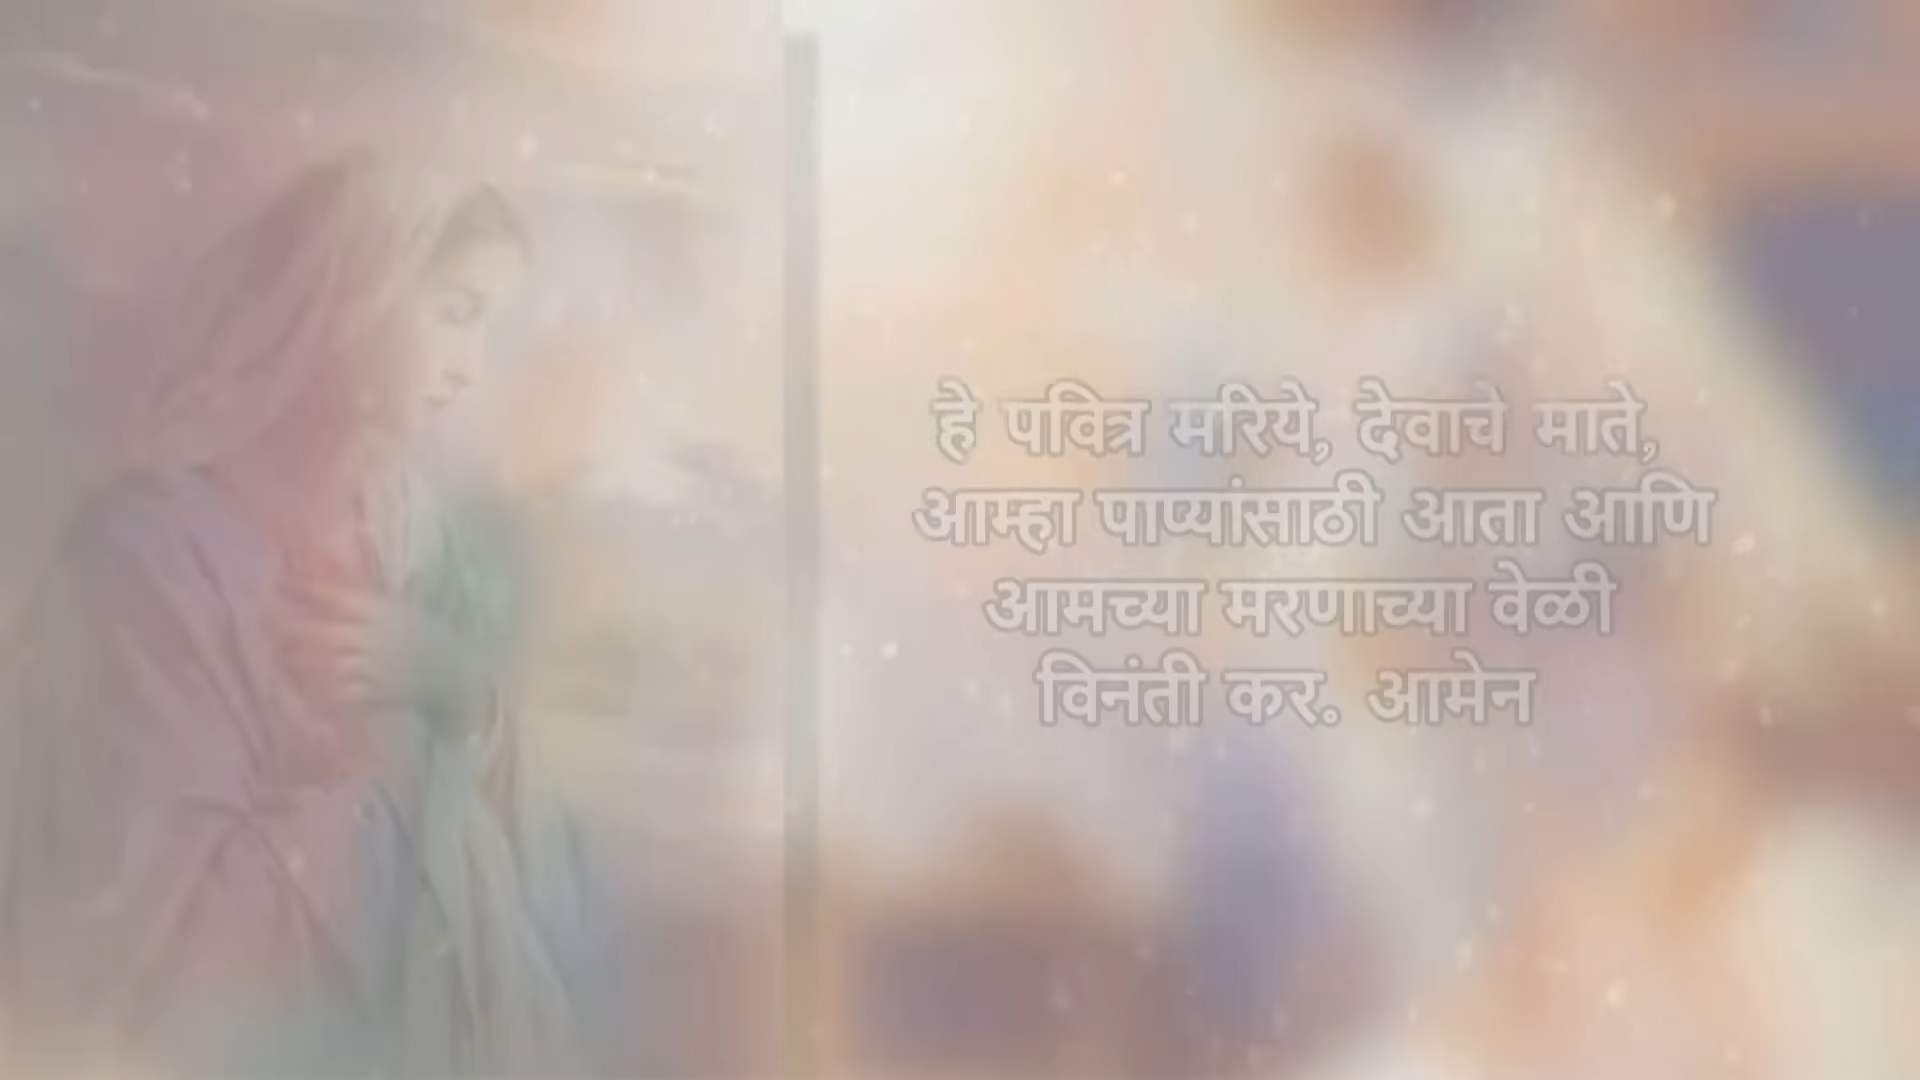 हे पवित्र मरिये, देवाचे माते,
आम्हा पाप्यांसाठी आता आणि
आमच्या मरणाच्या वेळी
विनंती कर. आमेन